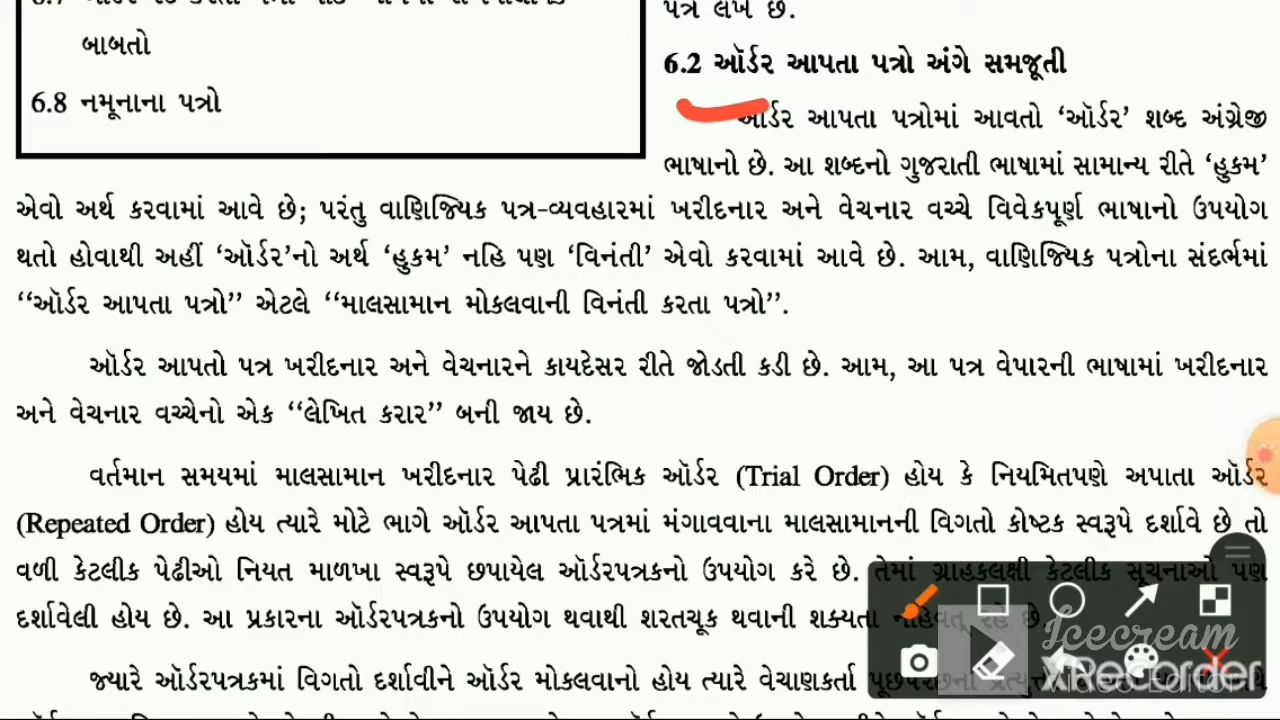 બાબતો
6.8 નમૂનાના પત્રો
પત્ર લખે છે.
6.2 ઑર્ડર આપતા પત્રો અંગે સમજૂતી
ઑર્ડર આપતા પત્રોમાં આવતો ‘ઑર્ડર’ શબ્દ અંગ્રેજી
ભાષાનો છે. આ શબ્દનો ગુજરાતી ભાષામાં સામાન્ય રીતે ‘હુકમ’
એવો અર્થ કરવામાં આવે છે; પરંતુ વાણિજ્યિક પત્ર-વ્યવહારમાં ખરીદનાર અને વેચનાર વચ્ચે વિવેકપૂર્ણ ભાષાનો ઉપયોગ
થતો હોવાથી અહીં ‘ઑર્ડર’નો અર્થ ‘હુકમ’ નહિ પણ ‘વિનંતી’ એવો કરવામાં આવે છે. આમ, વાણિજ્યિક પત્રોના સંદર્ભમાં
“ઑર્ડર આપતા પત્રો” એટલે “માલસામાન મોકલવાની વિનંતી કરતા પત્રો”.
ઑર્ડર આપતો પત્ર ખરીદનાર અને વેચનારને કાયદેસર રીતે જોડતી કડી છે. આમ, આ પત્ર વેપારની ભાષામાં ખરીદનાર
અને વેચનાર વચ્ચેનો એક “લેખિત કરાર” બની જાય છે.
વર્તમાન સમયમાં માલસામાન ખરીદનાર પેઢી પ્રારંભિક ઑર્ડર (Trial Order) હોય કે નિયમિતપણે અપાતા ઑર્ડર
(Repeated Order) હોય ત્યારે મોટે ભાગે ઑર્ડર આપતા પત્રમાં મંગાવવાના માલસામાનની વિગતો કોષ્ટક સ્વરૂપે દર્શાવે છે તો
વળી કેટલીક પેઢીઓ નિયત માળખા સ્વરૂપે છપાયેલ ઑર્ડરપત્રકનો ઉપયોગ કરે છે. તેમાં ગ્રાહકલક્ષી કેટલીક સૂચનાઓ પણ
દર્શાવેલી હોય છે. આ પ્રકારના ઑર્ડરપત્રકનો ઉપયોગ થવાથી શરતચૂક થવાની શક્યતા નહિવત્ રહે છે.
જ્યારે ઑર્ડરપત્રકમાં વિગતો દર્શાવીને ઑર્ડર મોકલવાનો હોય ત્યારે વેચાણકર્તા
Icecream
Video Editor
XRecorder